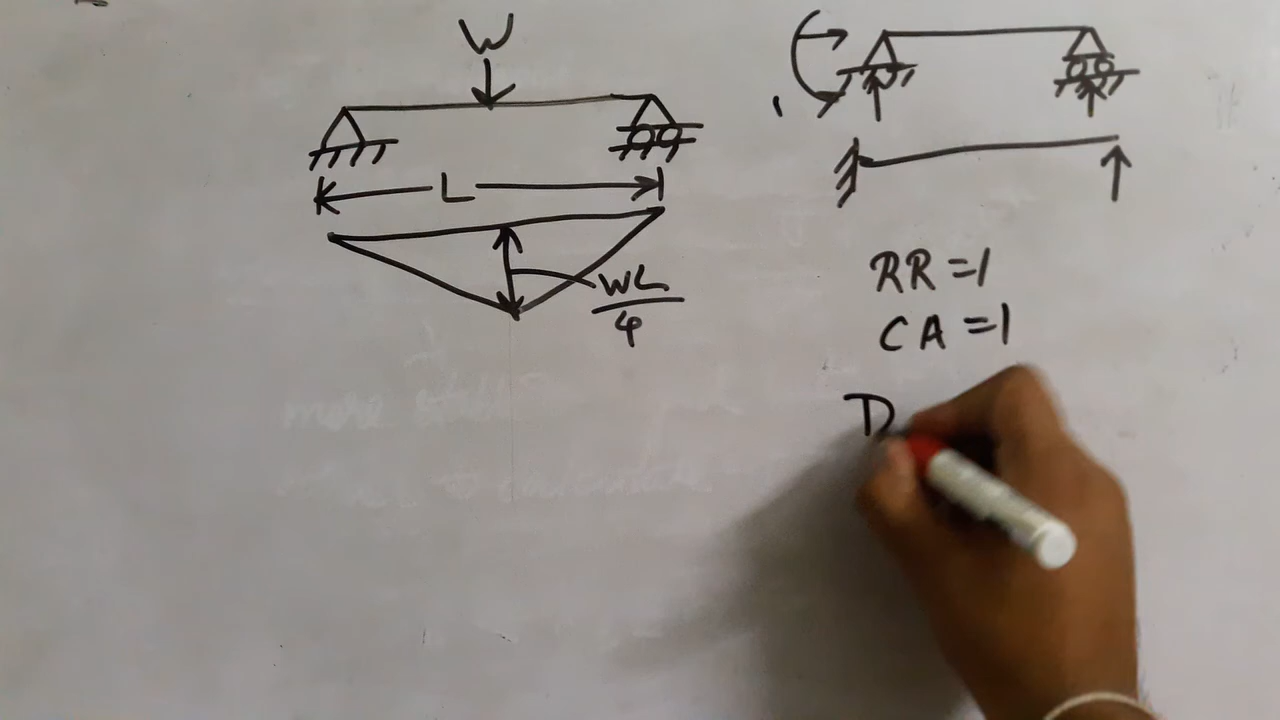 W
L
WL/4
RR = 1
CA = 1
D